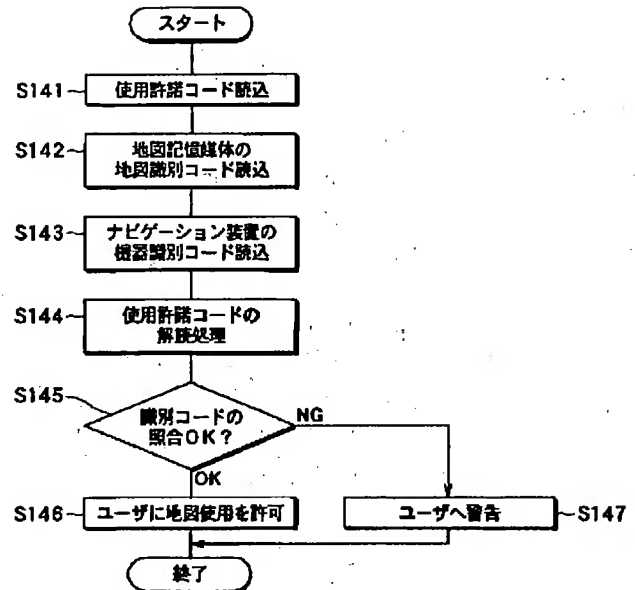 スタート
S141
使用許諾コード読込
S142
地図記憶媒体の
地図識別コード読込
S143
ナビゲーション装置の
機器識別コード読込
S144
使用許諾コードの
解読処理
S145
識別コードの
照合OK?
NG
OK
S146
ユーザに地図使用を許可
ユーザへ警告
S147
終了